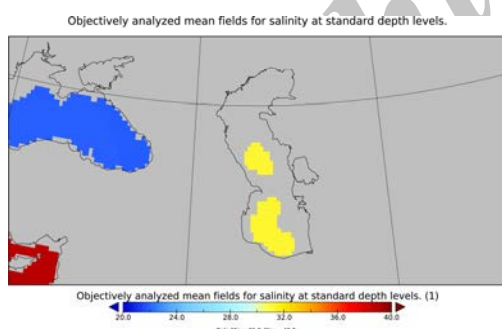 Objectively analyzed mean fields for salinity at standard depth levels.
Objectively analyzed mean fields for salinity at standard depth levels. (1)
20.0 24.0 28.0 32.0 36.0 40.0